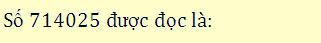 Số 714025 được đọc là: